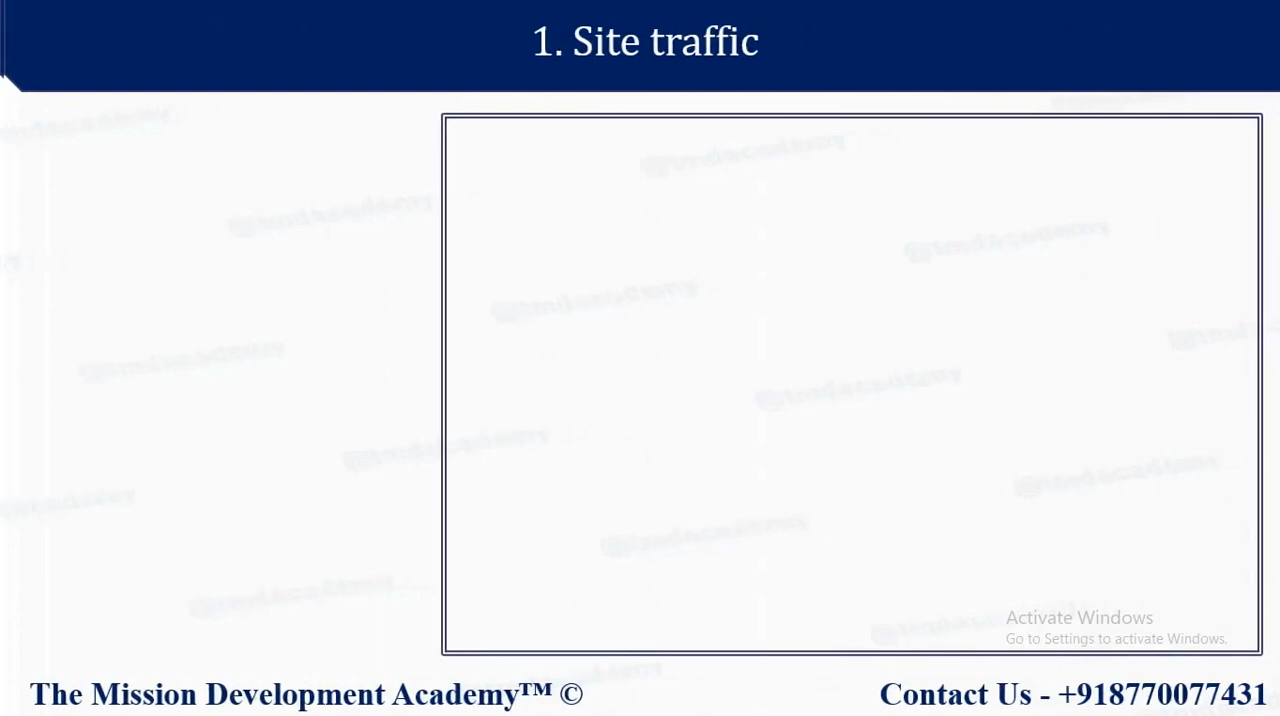 1. Site traffic
Activate Windows
Go to Settings to activate Windows.
The Mission Development Academy™ ©
Contact Us - +918770077431